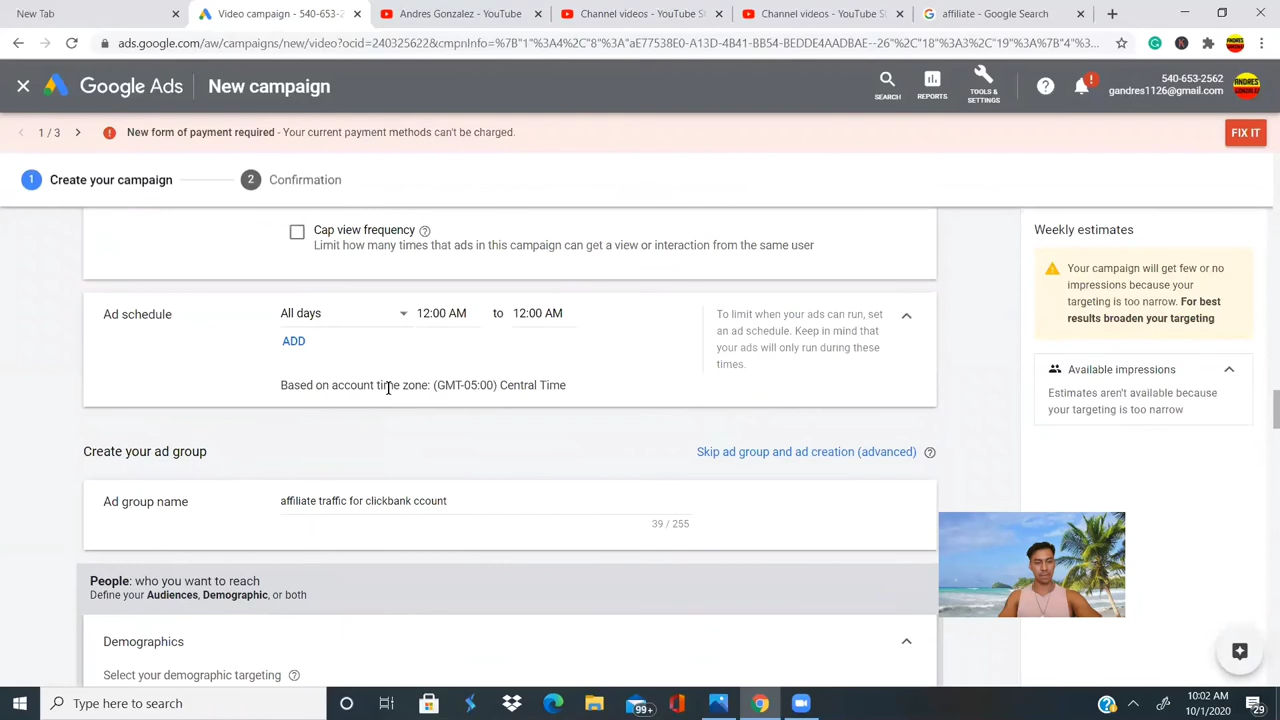 New Tab
Video campaign - 540-653-2
Andres Gonzalez - YouTube
Channel videos - YouTube St
Channel videos - YouTube St
affiliate - Google Search
ads.google.com/aw/campaigns/new/video?ocid=240325622&cmpnInfo=%7B"1%3A4%2C"8%3A"aE77538E0-A13D-4B41-BB54-BEDDE4AADBAE--26"%2C"18"%3A3%2C"19"%3A%7B"4"%...
Google Ads
New campaign
SEARCH
REPORTS
TOOLS & SETTINGS
540-653-2562
gandres1126@gmail.com
1 / 3
New form of payment required - Your current payment methods can't be charged.
FIX IT
1 Create your campaign
2 Confirmation
Cap view frequency
Limit how many times that ads in this campaign can get a view or interaction from the same user
Ad schedule
All days
12:00 AM to 12:00 AM
ADD
To limit when your ads can run, set
an ad schedule. Keep in mind that
your ads will only run during these
times.
Based on account time zone: (GMT-05:00) Central Time
Create your ad group
Skip ad group and ad creation (advanced)
Ad group name
affiliate traffic for clickbank ccount
39 / 255
People: who you want to reach
Define your Audiences, Demographic, or both
Demographics
Select your demographic targeting
Weekly estimates
Your campaign will get few or no
impressions because your
targeting is too narrow. For best
results broaden your targeting
Available impressions
Estimates aren't available because
your targeting is too narrow
Type here to search
99+
10:02 AM
10/1/2020
29